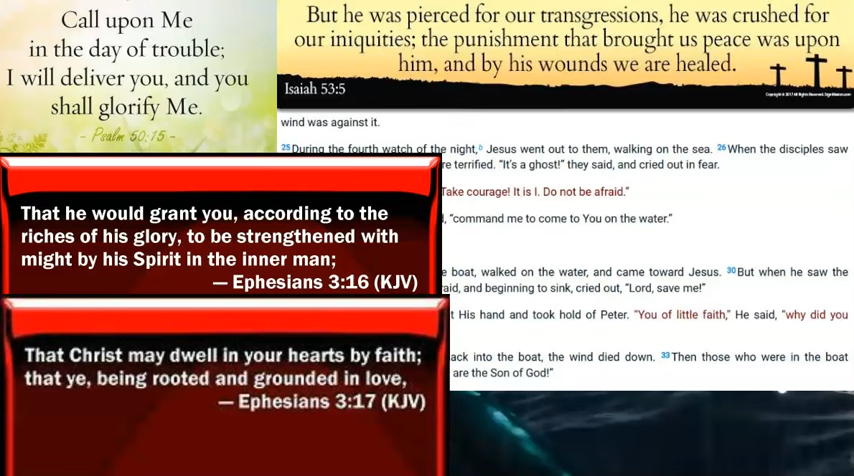 Call upon Me
in the day of trouble;
I will deliver you, and you
shall glorify Me.
- Psalm 50:15 -
But he was pierced for our transgressions, he was crushed for
our iniquities; the punishment that brought us peace was upon
him, and by his wounds we are healed.
Isaiah 53:5
wind was against it.
25 During the fourth watch of the night,b Jesus went out to them, walking on the sea. 26 When the disciples saw
re terrified. “It’s a ghost!” they said, and cried out in fear.
Take courage! It is I. Do not be afraid.”
, “command me to come to You on the water.”
e boat, walked on the water, and came toward Jesus. 30 But when he saw the
aid, and beginning to sink, cried out, “Lord, save me!”
t His hand and took hold of Peter. “You of little faith,” He said, “why did you
ack into the boat, the wind died down. 33 Then those who were in the boat
are the Son of God!”
That he would grant you, according to the
riches of his glory, to be strengthened with
might by his Spirit in the inner man;
— Ephesians 3:16 (KJV)
That Christ may dwell in your hearts by faith;
that ye, being rooted and grounded in love,
— Ephesians 3:17 (KJV)